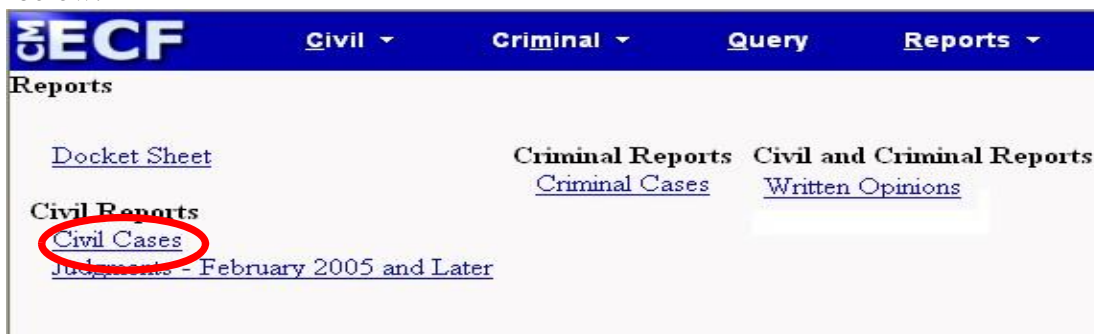 CM ECF Civil Criminal Query Reports
Reports
Docket Sheet
Criminal Reports Civil and Criminal Reports
Criminal Cases Written Opinions
Civil Reports
Civil Cases
Judgments - February 2005 and Later